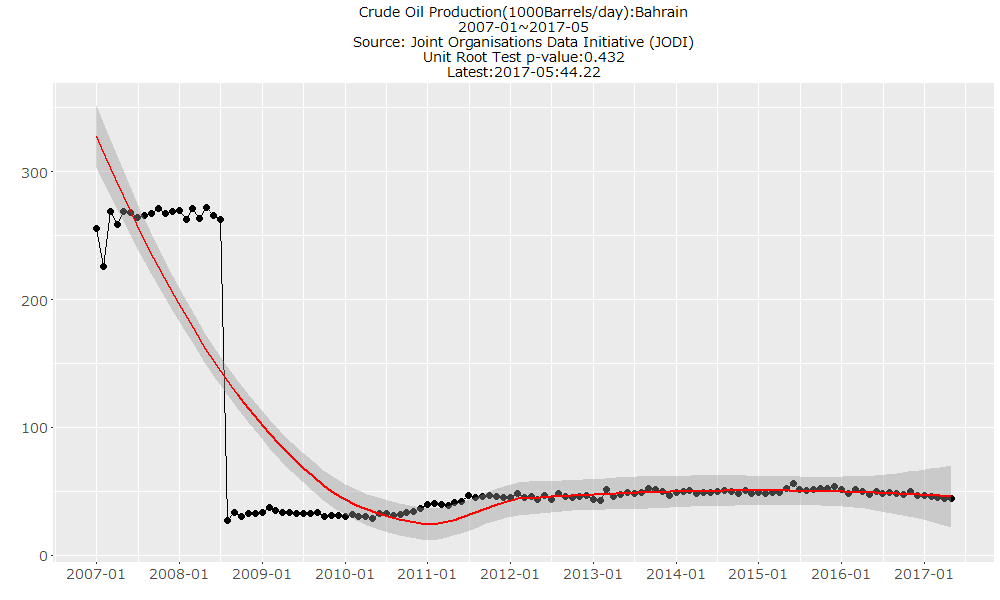 Crude Oil Production(1000Barrels/day):Bahrain
2007-01~2017-05
Source: Joint Organisations Data Initiative (JODI)
Unit Root Test p-value:0.432
Latest:2017-05:44.22
300
200
100
0
2007-01 2008-01 2009-01 2010-01 2011-01 2012-01 2013-01 2014-01 2015-01 2016-01 2017-01